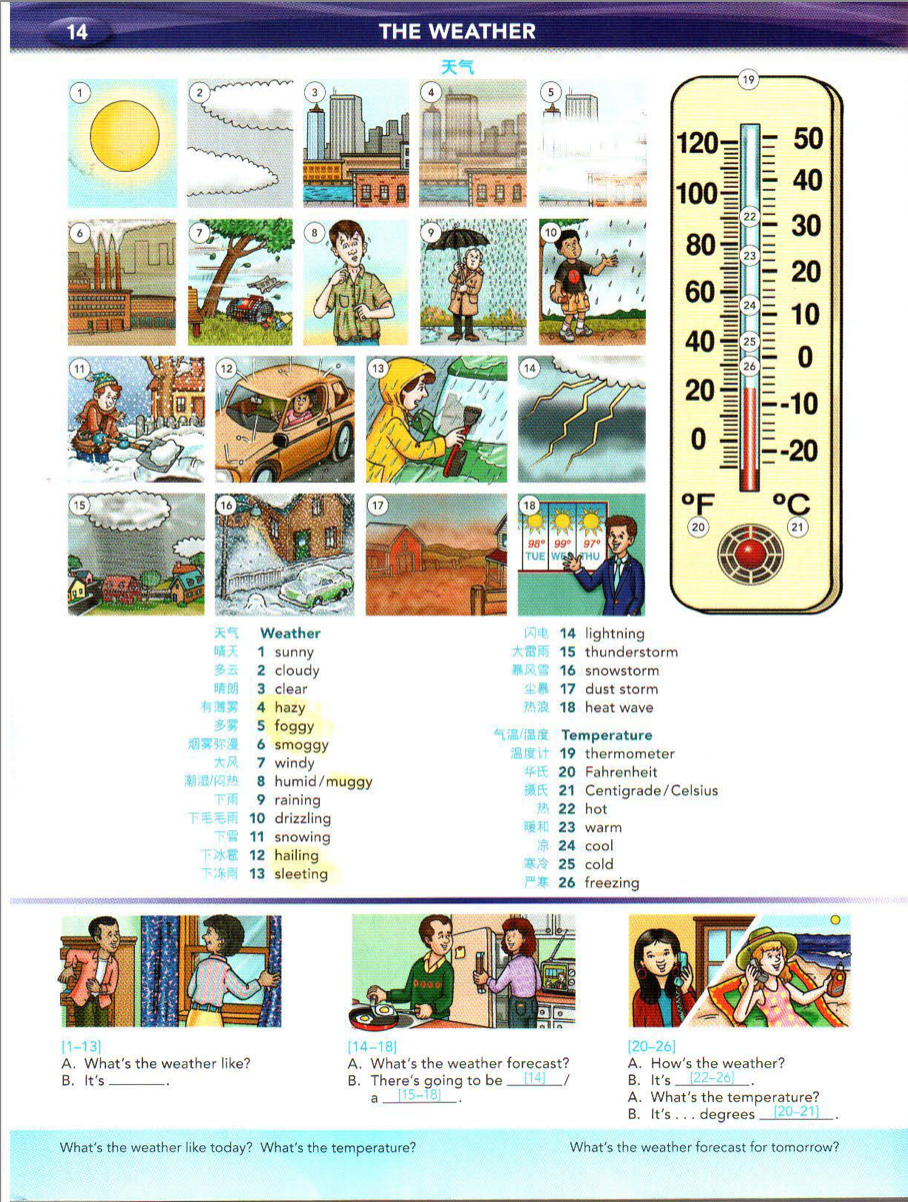 14
THE WEATHER
天气
1
2
3
4
5
19
120
50
100
40
22
30
80
23
20
60
24
10
40
25
0
26
20
-10
0
-20
°F
°C
20
21
6
7
8
9
10
11
12
13
14
15
16
17
18
98° 99° 97°
TUE WED THU
天气 Weather
晴天 1 sunny
多云 2 cloudy
晴朗 3 clear
有薄雾 4 hazy
多雾 5 foggy
烟雾弥漫 6 smoggy
大风 7 windy
潮湿/闷热 8 humid/muggy
下雨 9 raining
下毛毛雨 10 drizzling
下雪 11 snowing
下冰雹 12 hailing
下冻雨 13 sleeting
闪电 14 lightning
大雷雨 15 thunderstorm
暴风雪 16 snowstorm
尘暴 17 dust storm
热浪 18 heat wave
气温/温度 Temperature
温度计 19 thermometer
华氏 20 Fahrenheit
摄氏 21 Centigrade/Celsius
热 22 hot
暖和 23 warm
凉 24 cool
寒冷 25 cold
严寒 26 freezing
[1–13]
A. What's the weather like?
B. It's ________.
[14–18]
A. What's the weather forecast?
B. There's going to be [14] /
a [15–18] .
[20–26]
A. How's the weather?
B. It's [22–26] .
A. What's the temperature?
B. It's . . . degrees [20–21] .
What's the weather like today? What's the temperature?
What's the weather forecast for tomorrow?